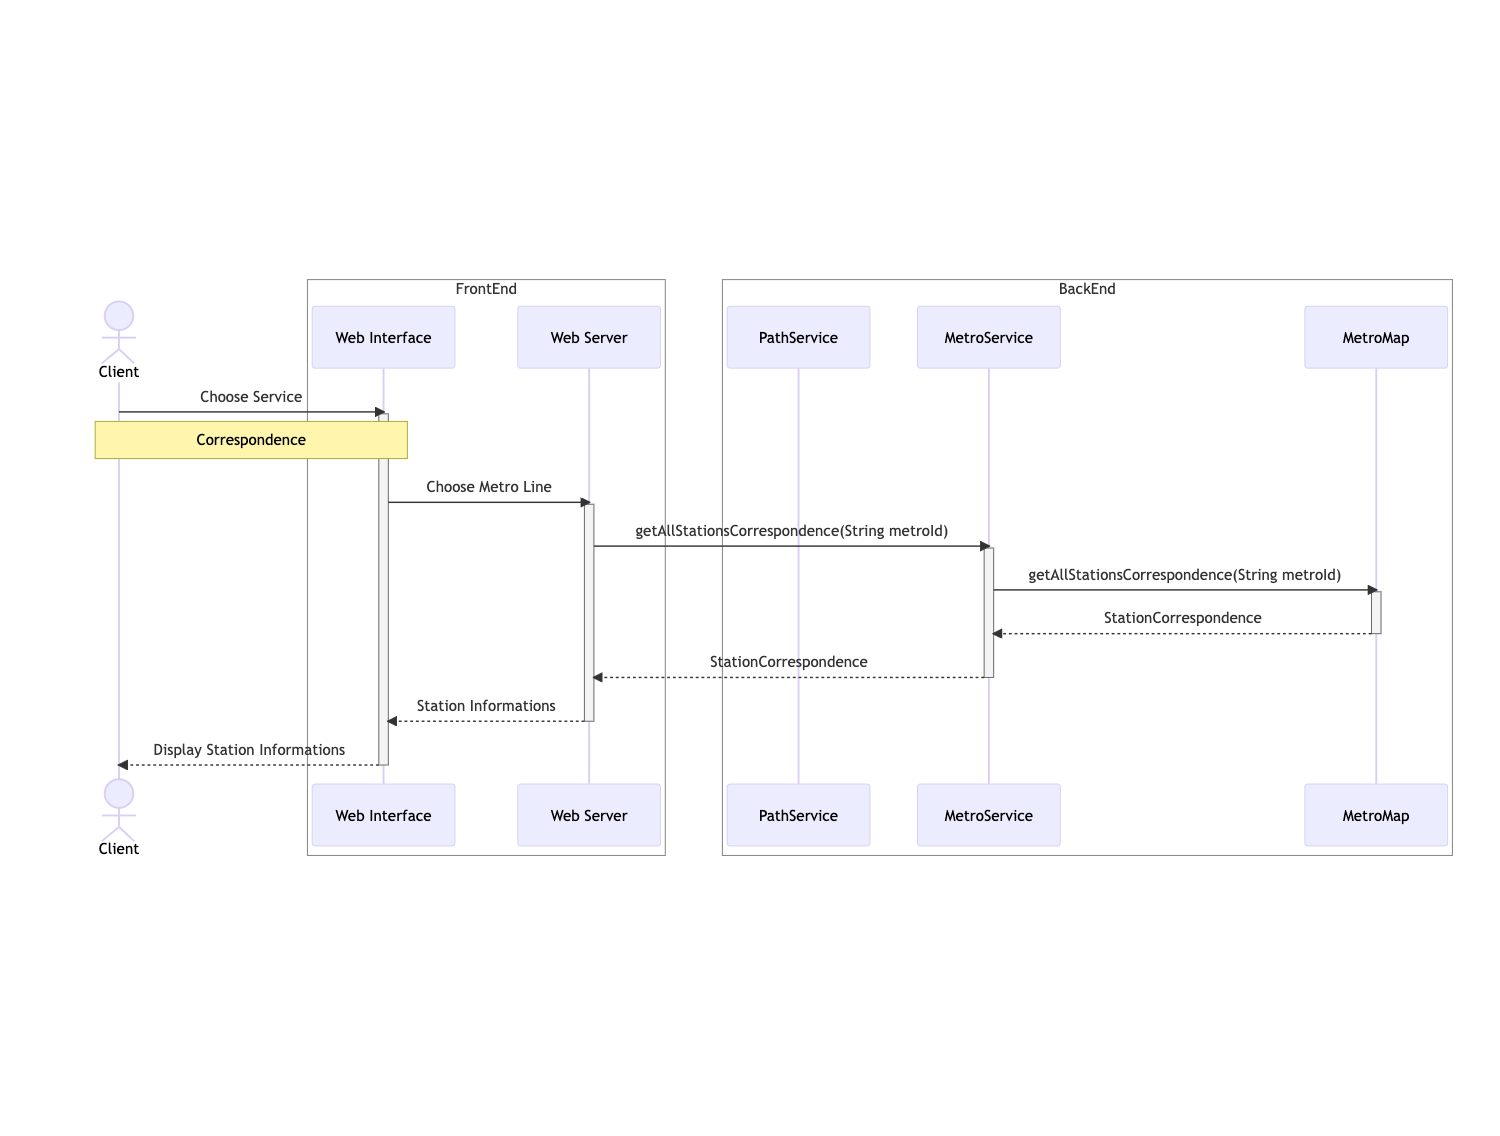 FrontEnd
BackEnd
Web Interface
Web Server
PathService
MetroService
MetroMap
Client
Choose Service
Correspondence
Choose Metro Line
getAllStationsCorrespondence(String metroId)
getAllStationsCorrespondence(String metroId)
StationCorrespondence
StationCorrespondence
Station Informations
Display Station Informations
Web Interface
Web Server
PathService
MetroService
MetroMap
Client